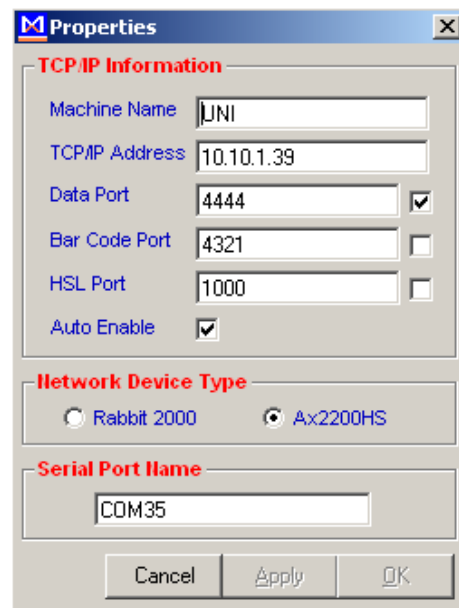 Properties
TCP/IP Information
Machine Name UNI
TCP/IP Address 10.10.1.39
Data Port 4444
Bar Code Port 4321
HSL Port 1000
Auto Enable
Network Device Type
Rabbit 2000 Ax2200HS
Serial Port Name
COM35
Cancel Apply OK